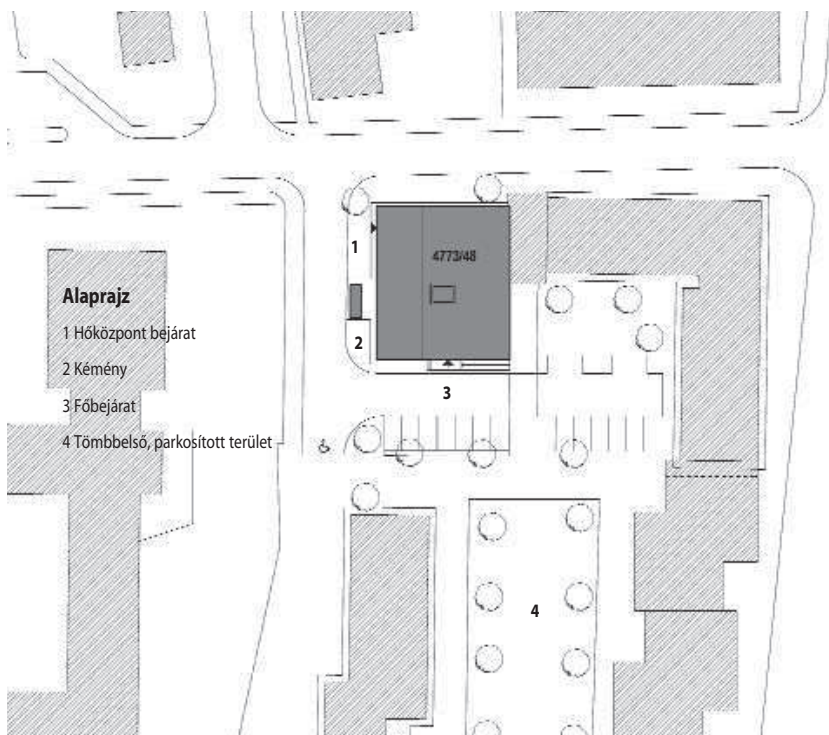 1
4773/48
Alaprajz
1 Hőközpont bejárat
2 Kémény
2
3 Főbejárat
3
4 Tömbbelső, parkosított terület
4